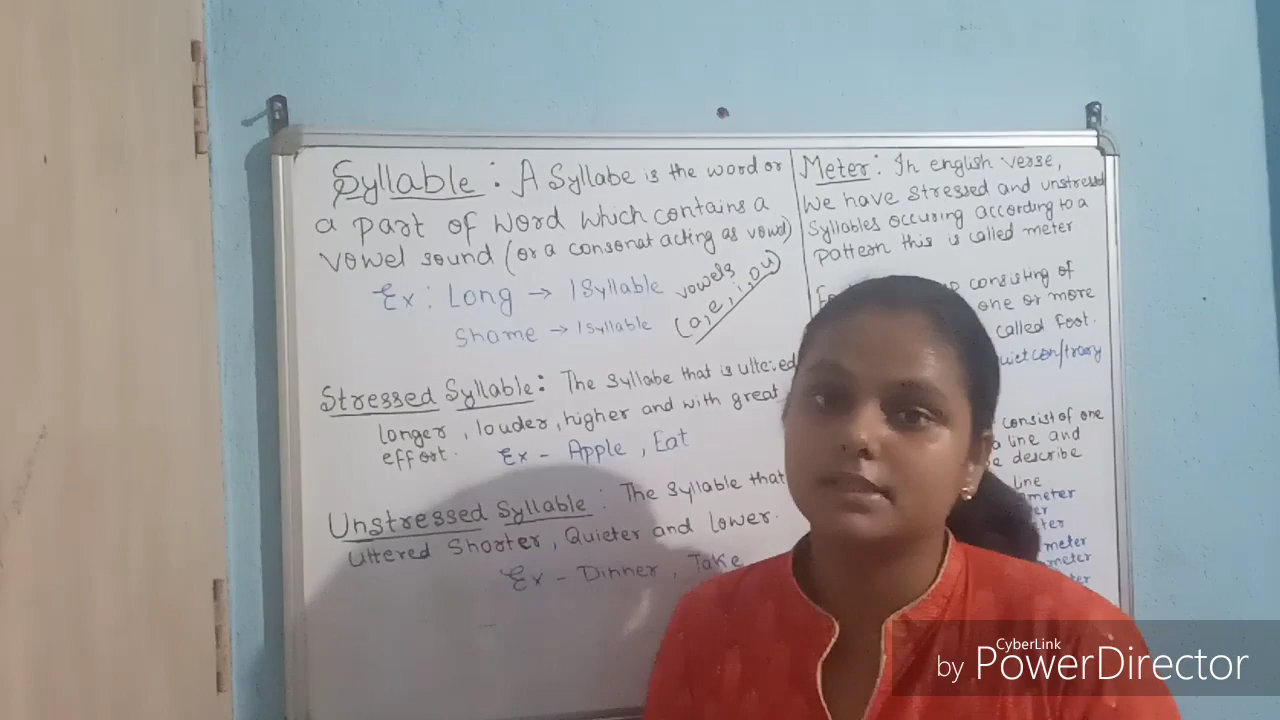 Syllable : A Syllabe is the word or
a part of word which contains a
vowel sound (or a consonat acting as vowel)
Ex : Long → 1 Syllable
Shame → 1 Syllable
vowels
(a, e, i, o, u)
Stressed Syllable : The syllabe that is uttered
longer, louder, higher and with great
effort.
Ex - Apple, Eat
Unstressed Syllable : The syllable that
uttered Shorter, Quieter and lower.
Ex - Dinner, Take
Meter : In english verse,
we have stressed and unstressed
syllables occuring according to a
pattern this is called meter
consisting of
one or more
called foot.
quiet con/trary
consist of one
a line and
describe
line
meter
meter
meter
CyberLink
by PowerDirector